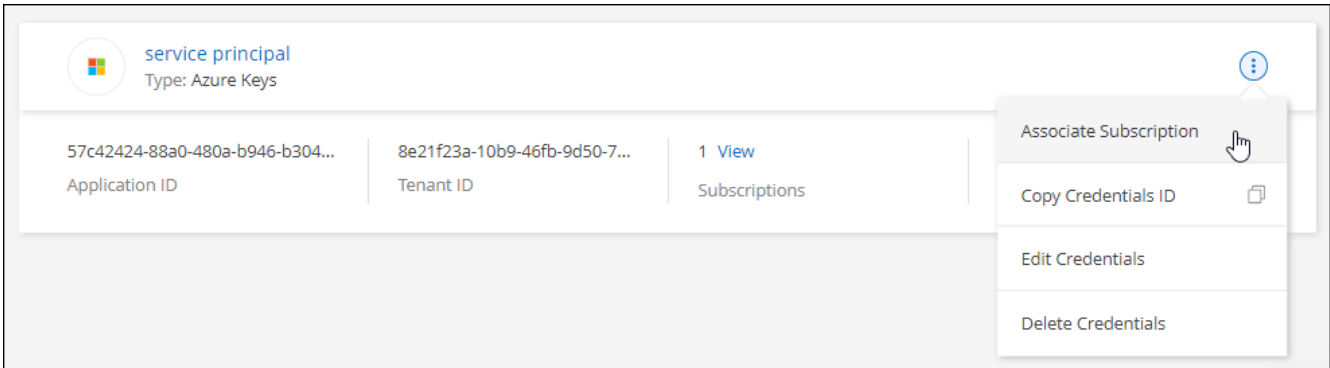 service principal
Type: Azure Keys
57c42424-88a0-480a-b946-b304...
Application ID
8e21f23a-10b9-46fb-9d50-7...
Tenant ID
1 View
Subscriptions
Associate Subscription
Copy Credentials ID
Edit Credentials
Delete Credentials